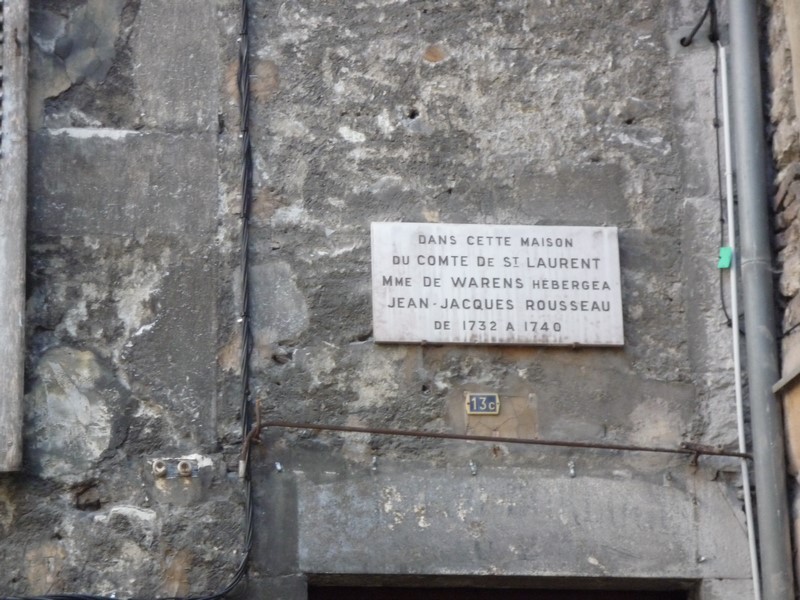 DANS CETTE MAISON
DU COMTE DE ST LAURENT
MME DE WARENS HEBERGEA
JEAN-JACQUES ROUSSEAU
DE 1732 A 1740
13c